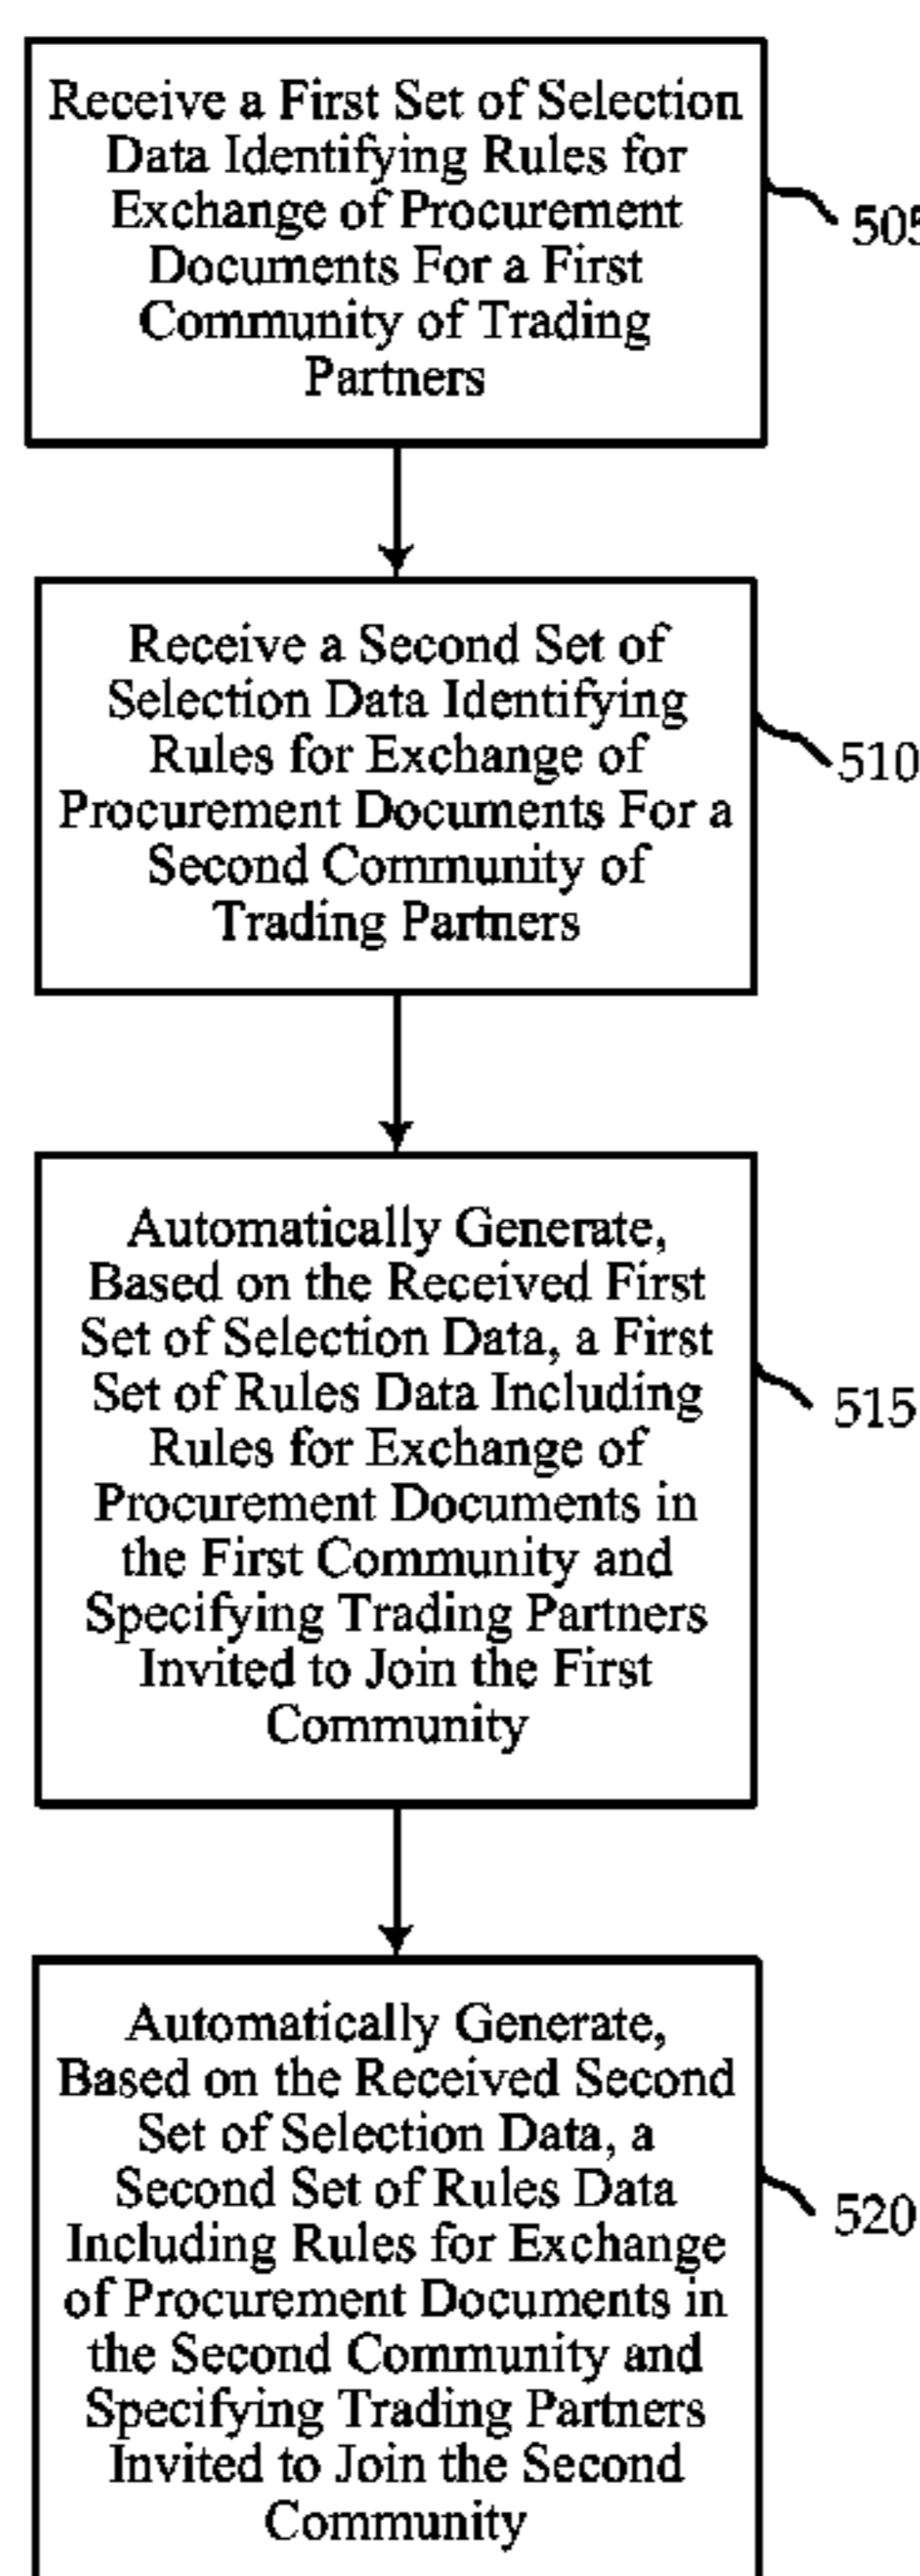 Receive a First Set of Selection
Data Identifying Rules for
Exchange of Procurement
Documents For a First
Community of Trading
Partners
505
Receive a Second Set of
Selection Data Identifying
Rules for Exchange of
Procurement Documents For a
Second Community of
Trading Partners
510
Automatically Generate,
Based on the Received First
Set of Selection Data, a First
Set of Rules Data Including
Rules for Exchange of
Procurement Documents in
the First Community and
Specifying Trading Partners
Invited to Join the First
Community
515
Automatically Generate,
Based on the Received Second
Set of Selection Data, a
Second Set of Rules Data
Including Rules for Exchange
of Procurement Documents in
the Second Community and
Specifying Trading Partners
Invited to Join the Second
Community
520